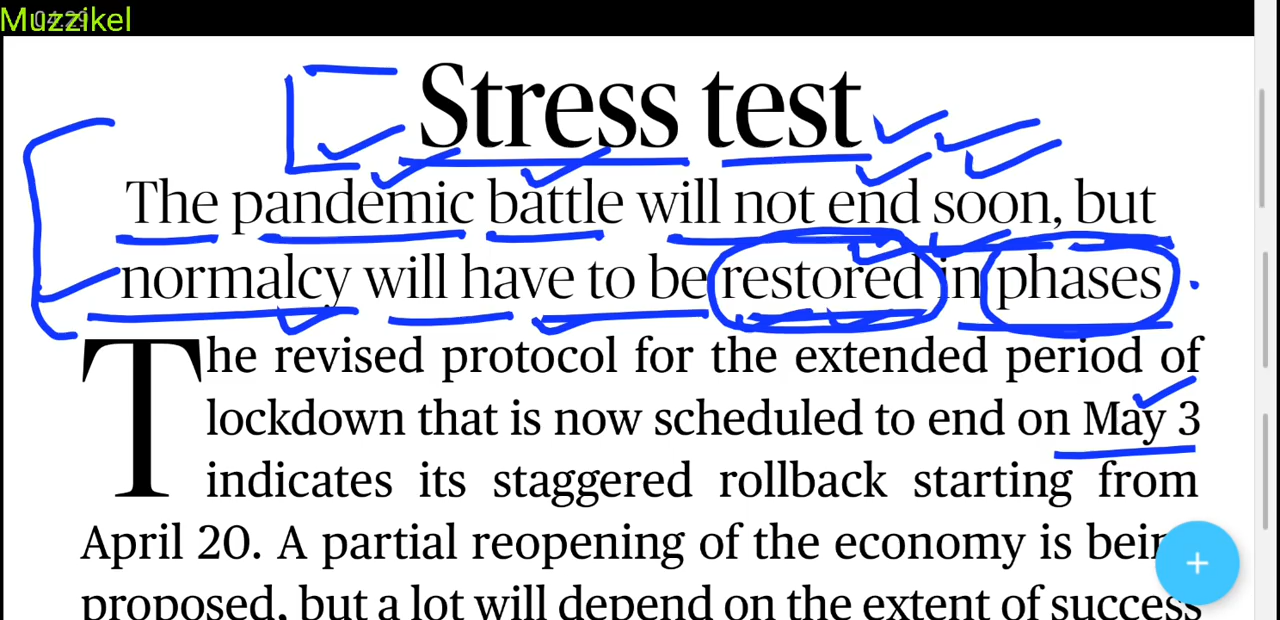 Muzzikel
04:29
Stress test
The pandemic battle will not end soon, but
normalcy will have to be restored in phases
The revised protocol for the extended period of
lockdown that is now scheduled to end on May 3
indicates its staggered rollback starting from
April 20. A partial reopening of the economy is
proposed, but a lot will depend on the extent of success